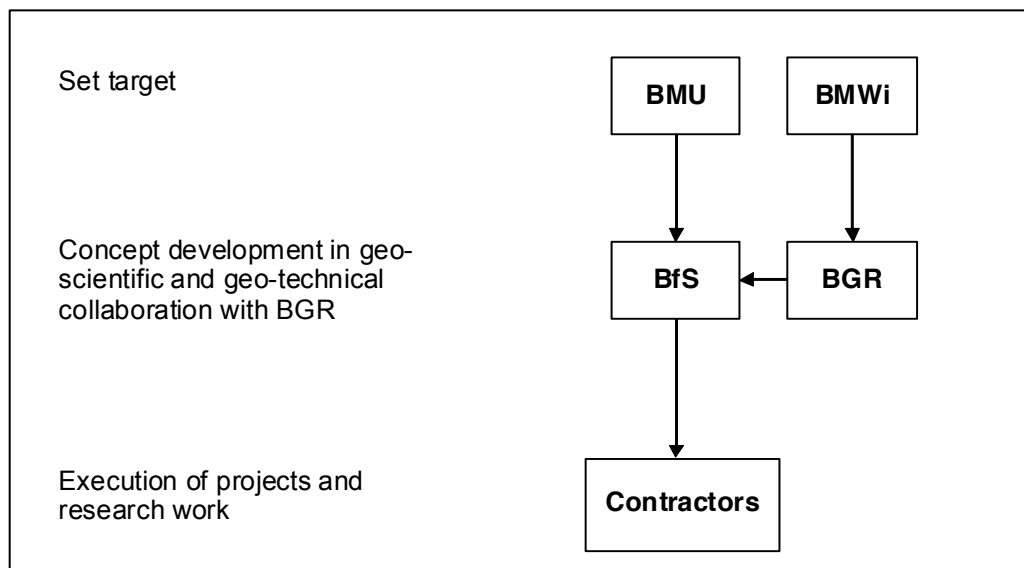 Set target
BMU
BMWi
Concept development in geo-
scientific and geo-technical
collaboration with BGR
BfS
BGR
Execution of projects and
research work
Contractors